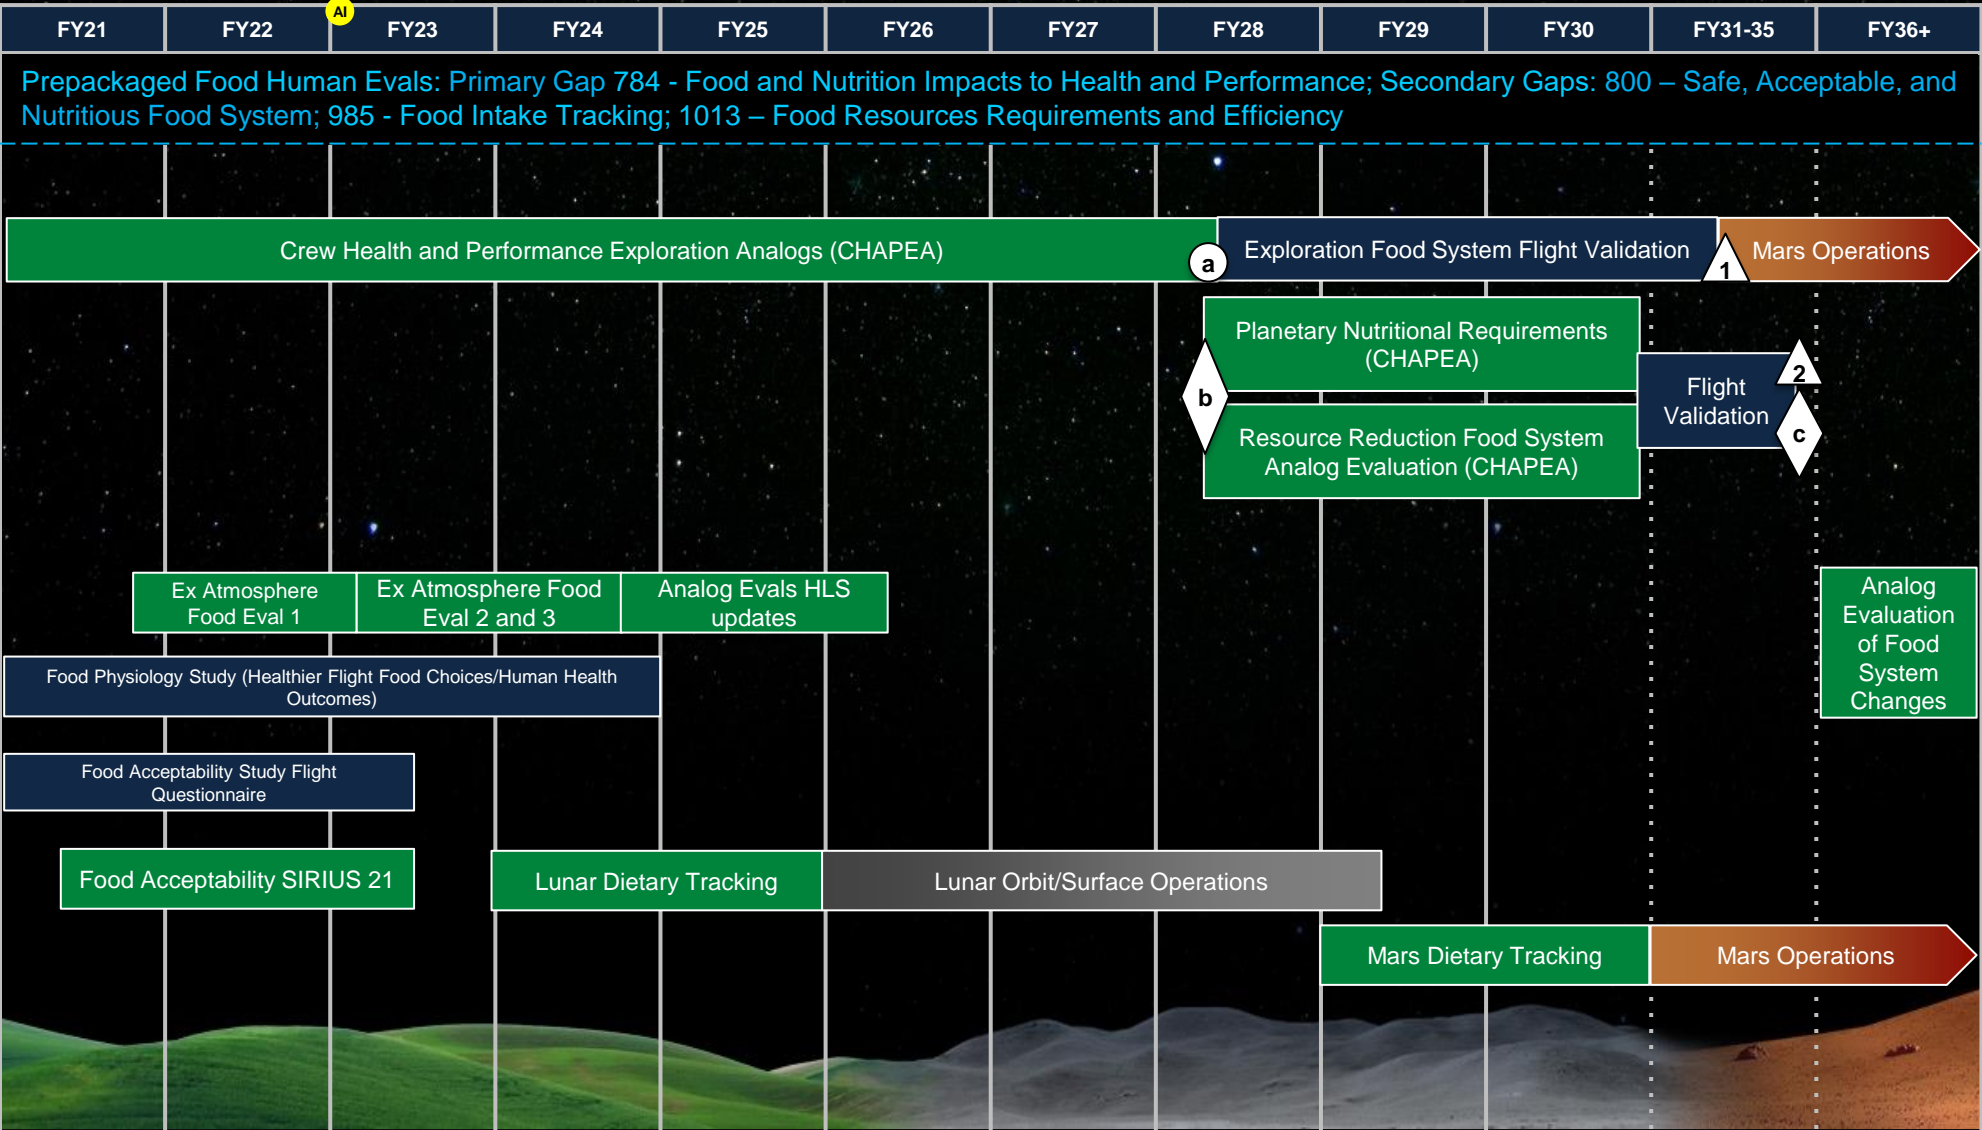 AI
FY21 FY22 FY23 FY24 FY25 FY26 FY27 FY28 FY29 FY30 FY31-35 FY36+
Prepackaged Food Human Evals: Primary Gap 784 - Food and Nutrition Impacts to Health and Performance; Secondary Gaps: 800 – Safe, Acceptable, and
Nutritious Food System; 985 - Food Intake Tracking; 1013 – Food Resources Requirements and Efficiency
Crew Health and Performance Exploration Analogs (CHAPEA)
a
Exploration Food System Flight Validation
1
Mars Operations
Planetary Nutritional Requirements
(CHAPEA)
b
Resource Reduction Food System
Analog Evaluation (CHAPEA)
Flight
Validation
2
c
Ex Atmosphere
Food Eval 1
Ex Atmosphere Food
Eval 2 and 3
Analog Evals HLS
updates
Analog
Evaluation
of Food
System
Changes
Food Physiology Study (Healthier Flight Food Choices/Human Health
Outcomes)
Food Acceptability Study Flight
Questionnaire
Food Acceptability SIRIUS 21
Lunar Dietary Tracking
Lunar Orbit/Surface Operations
Mars Dietary Tracking
Mars Operations